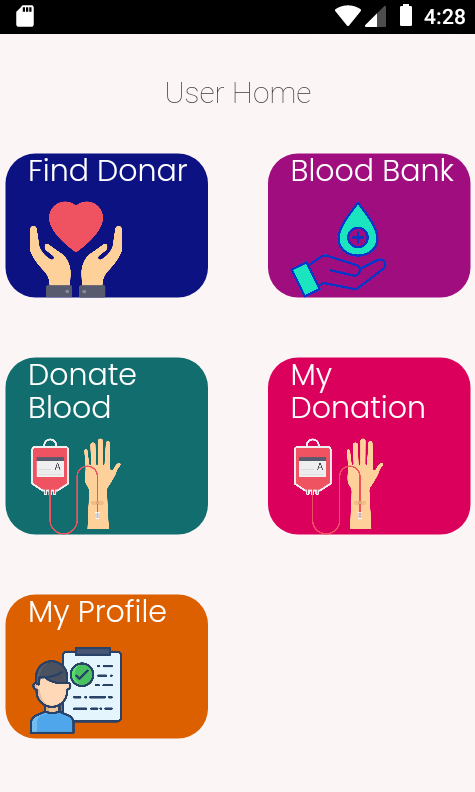 4:28
User Home
Find Donar
Blood Bank
Donate
Blood
My
Donation
A
A
My Profile